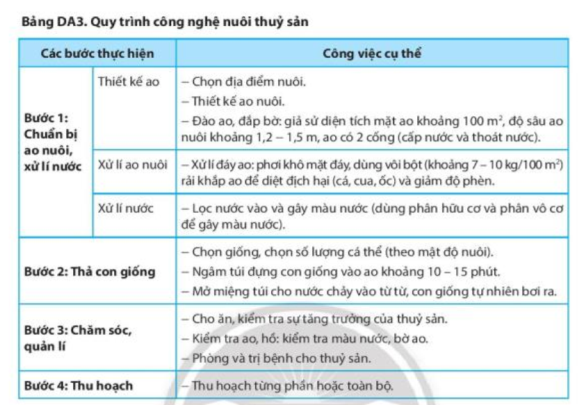 Bảng DA3. Quy trình công nghệ nuôi thuỷ sản
Các bước thực hiện
Công việc cụ thể
Bước 1:
Chuẩn bị
ao nuôi,
xử lí nước
Thiết kế ao
– Chọn địa điểm nuôi.
– Thiết kế ao nuôi.
– Đào ao, đắp bờ: giả sử diện tích mặt ao khoảng 100 m², độ sâu ao
nuôi khoảng 1,2 – 1,5 m, ao có 2 cống (cấp nước và thoát nước).
Xử lí ao nuôi
– Xử lí đáy ao: phơi khô mặt đáy, dùng vôi bột (khoảng 7 – 10 kg/100 m²)
rải khắp ao để diệt địch hại (cá, cua, ốc) và giảm độ phèn.
Xử lí nước
– Lọc nước vào và gây màu nước (dùng phân hữu cơ và phân vô cơ
để gây màu nước).
Bước 2: Thả con giống
– Chọn giống, chọn số lượng cá thể (theo mật độ nuôi).
– Ngâm túi đựng con giống vào ao khoảng 10 – 15 phút.
– Mở miệng túi cho nước chảy vào từ từ, con giống tự nhiên bơi ra.
Bước 3: Chăm sóc,
quản lí
– Cho ăn, kiểm tra sự tăng trưởng của thuỷ sản.
– Kiểm tra ao, hồ: kiểm tra màu nước, bờ ao.
– Phòng và trị bệnh cho thuỷ sản.
Bước 4: Thu hoạch
– Thu hoạch từng phần hoặc toàn bộ.